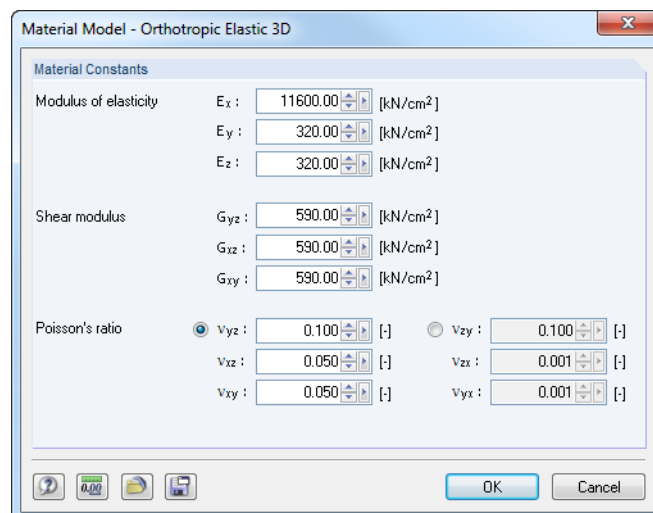 Material Model - Orthotropic Elastic 3D
Material Constants
Modulus of elasticity Ex : 11600.00 [kN/cm2]
Ey : 320.00 [kN/cm2]
Ez : 320.00 [kN/cm2]
Shear modulus Gyz : 590.00 [kN/cm2]
Gxz : 590.00 [kN/cm2]
Gxy : 590.00 [kN/cm2]
Poisson's ratio νyz : 0.100 [-] νzy : 0.100 [-]
νxz : 0.050 [-] νzx : 0.001 [-]
νxy : 0.050 [-] νyx : 0.001 [-]
0.00 OK Cancel